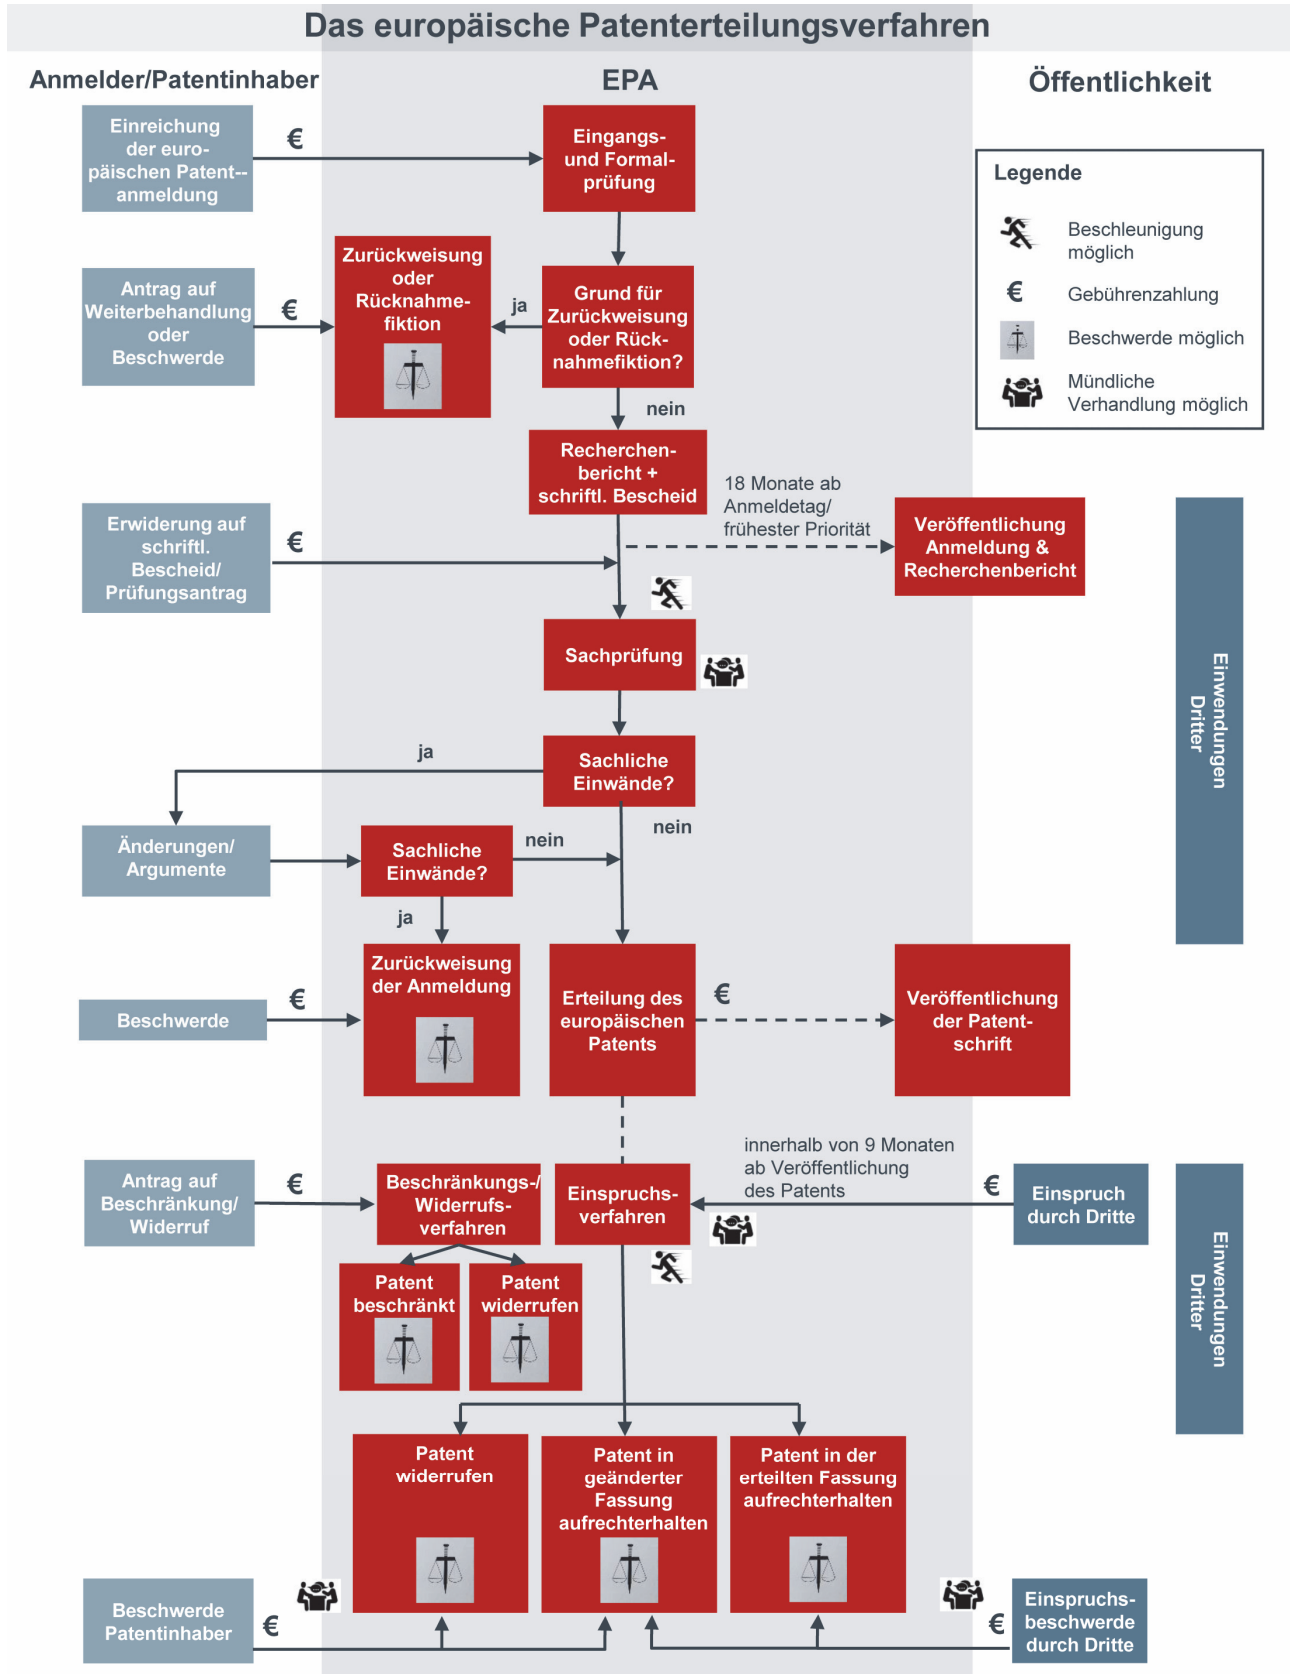 Das europäische Patenterteilungsverfahren
Anmelder/Patentinhaber
EPA
Öffentlichkeit
Einreichung
der euro-
päischen Patent--
anmeldung
€
Eingangs-
und Formal-
prüfung
Legende
Beschleunigung
möglich
€
Gebührenzahlung
Beschwerde möglich
Mündliche
Verhandlung möglich
Antrag auf
Weiterbehandlung
oder
Beschwerde
€
Zurückweisung
oder
Rücknahme-
fiktion
ja
Grund für
Zurückweisung
oder Rück-
nahmefiktion?
nein
Recherchen-
bericht +
schriftl. Bescheid
18 Monate ab
Anmeldetag/
frühester Priorität
Veröffentlichung
Anmeldung &
Recherchenbericht
Erwiderung auf
schriftl.
Bescheid/
Prüfungsantrag
€
Sachprüfung
Einwendungen
Dritter
Sachliche
Einwände?
ja
nein
Änderungen/
Argumente
Sachliche
Einwände?
nein
ja
Beschwerde
€
Zurückweisung
der Anmeldung
Erteilung des
europäischen
Patents
€
Veröffentlichung
der Patent-
schrift
Antrag auf
Beschränkung/
Widerruf
€
Beschränkungs-/
Widerrufs-
verfahren
Einspruchs-
verfahren
innerhalb von 9 Monaten
ab Veröffentlichung
des Patents
€
Einspruch
durch Dritte
Einwendungen
Dritter
Patent
beschränkt
Patent
widerrufen
Patent
widerrufen
Patent in
geänderter
Fassung
aufrechterhalten
Patent in der
erteilten Fassung
aufrechterhalten
Beschwerde
Patentinhaber
€
€
Einspruchs-
beschwerde
durch Dritte